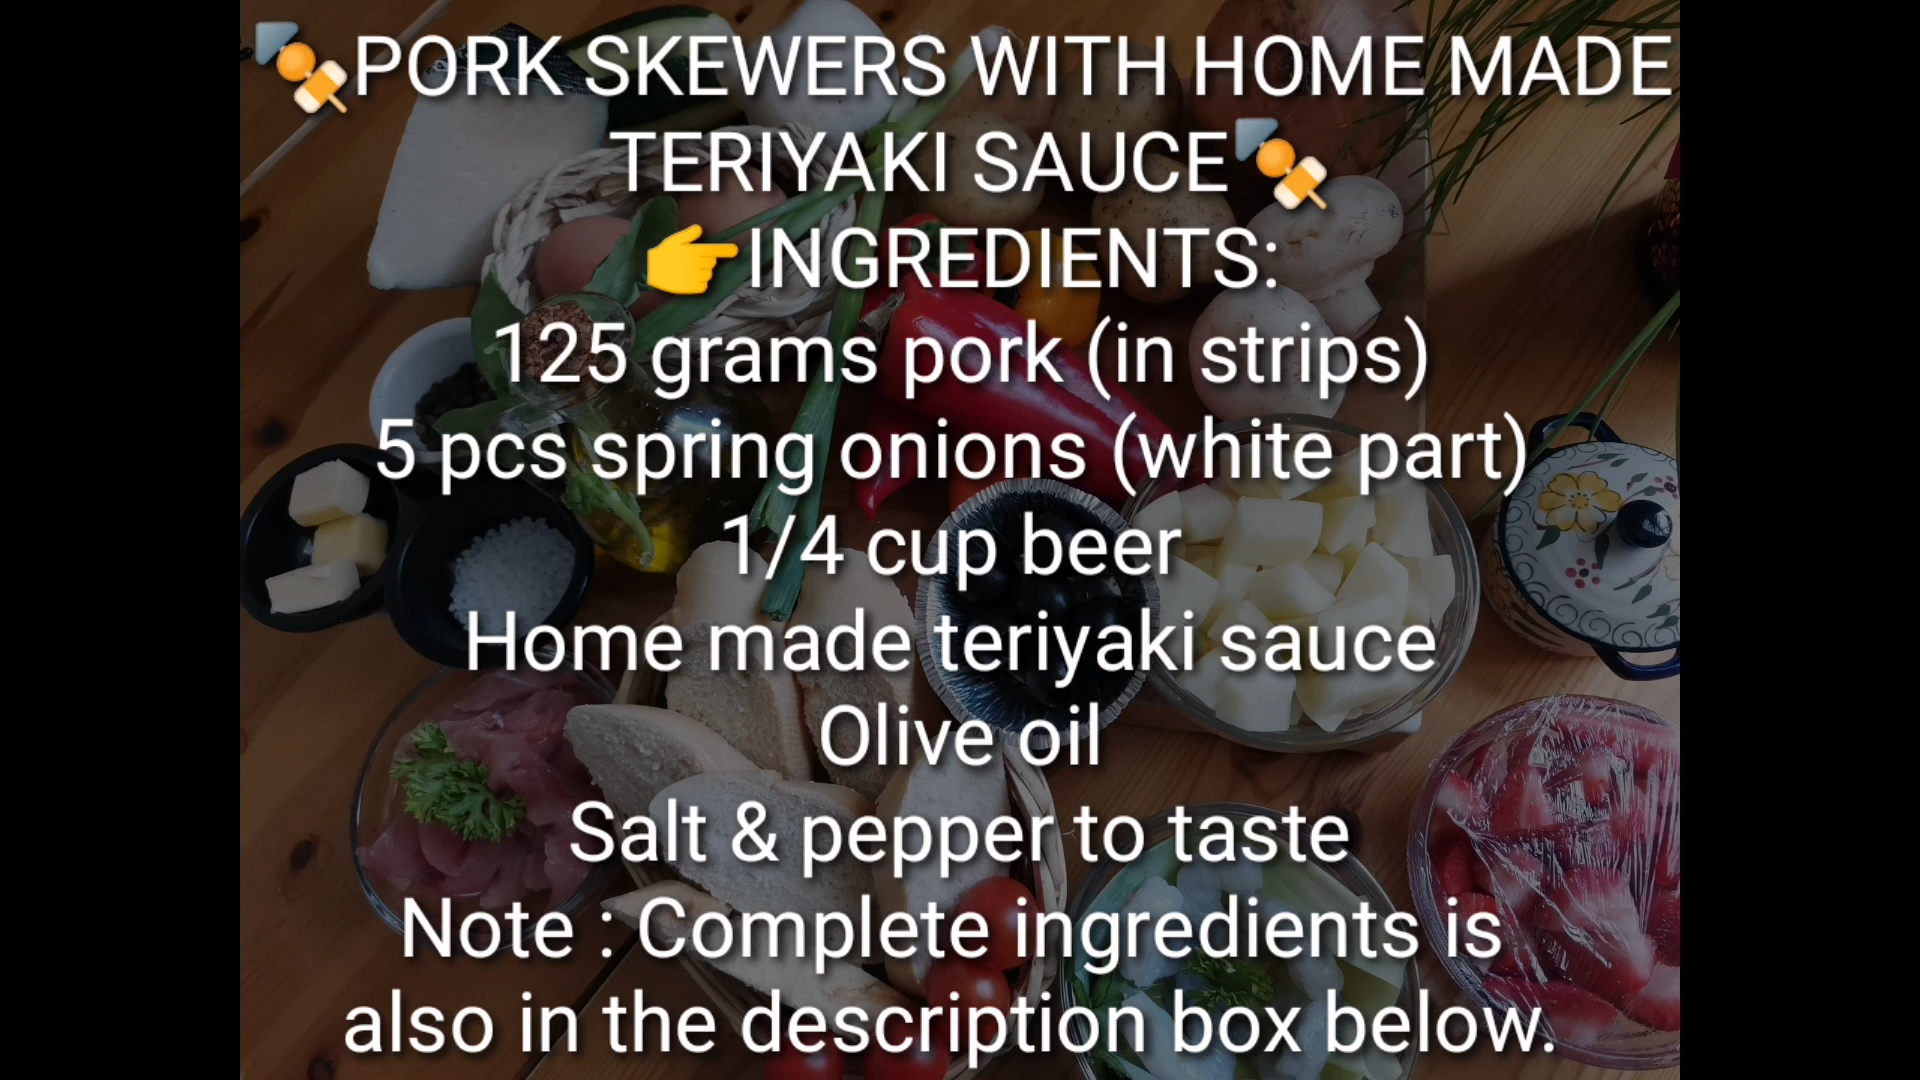 🍢PORK SKEWERS WITH HOME MADE
TERIYAKI SAUCE🍢
👉INGREDIENTS:
125 grams pork (in strips)
5 pcs spring onions (white part)
1/4 cup beer
Home made teriyaki sauce
Olive oil
Salt & pepper to taste
Note : Complete ingredients is
also in the description box below.